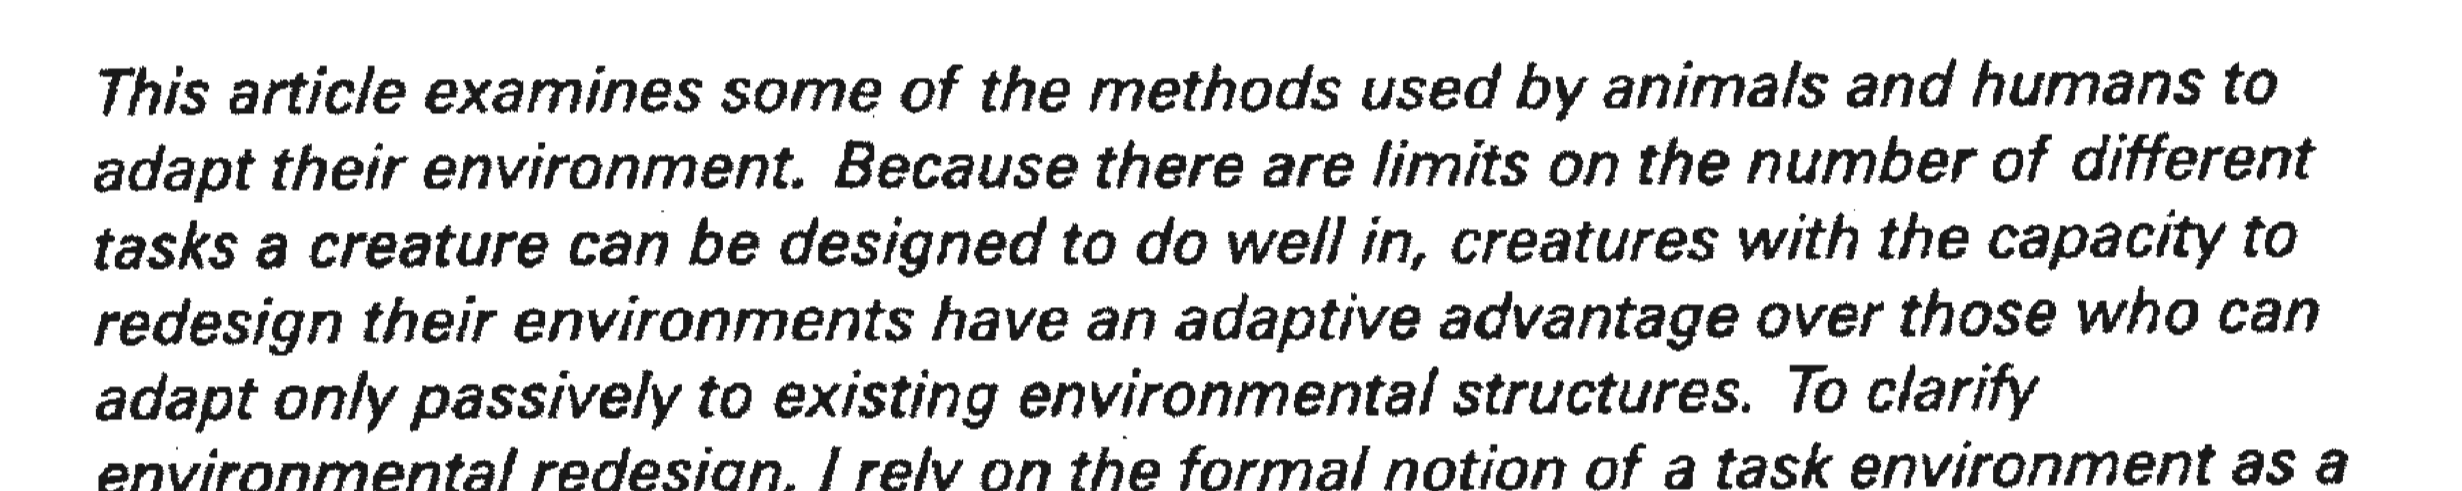 This article examines some of the methods used by animals and humans to
adapt their environment. Because there are limits on the number of different
tasks a creature can be designed to do well in, creatures with the capacity to
redesign their environments have an adaptive advantage over those who can
adapt only passively to existing environmental structures. To clarify
environmental redesign, I rely on the formal notion of a task environment as a